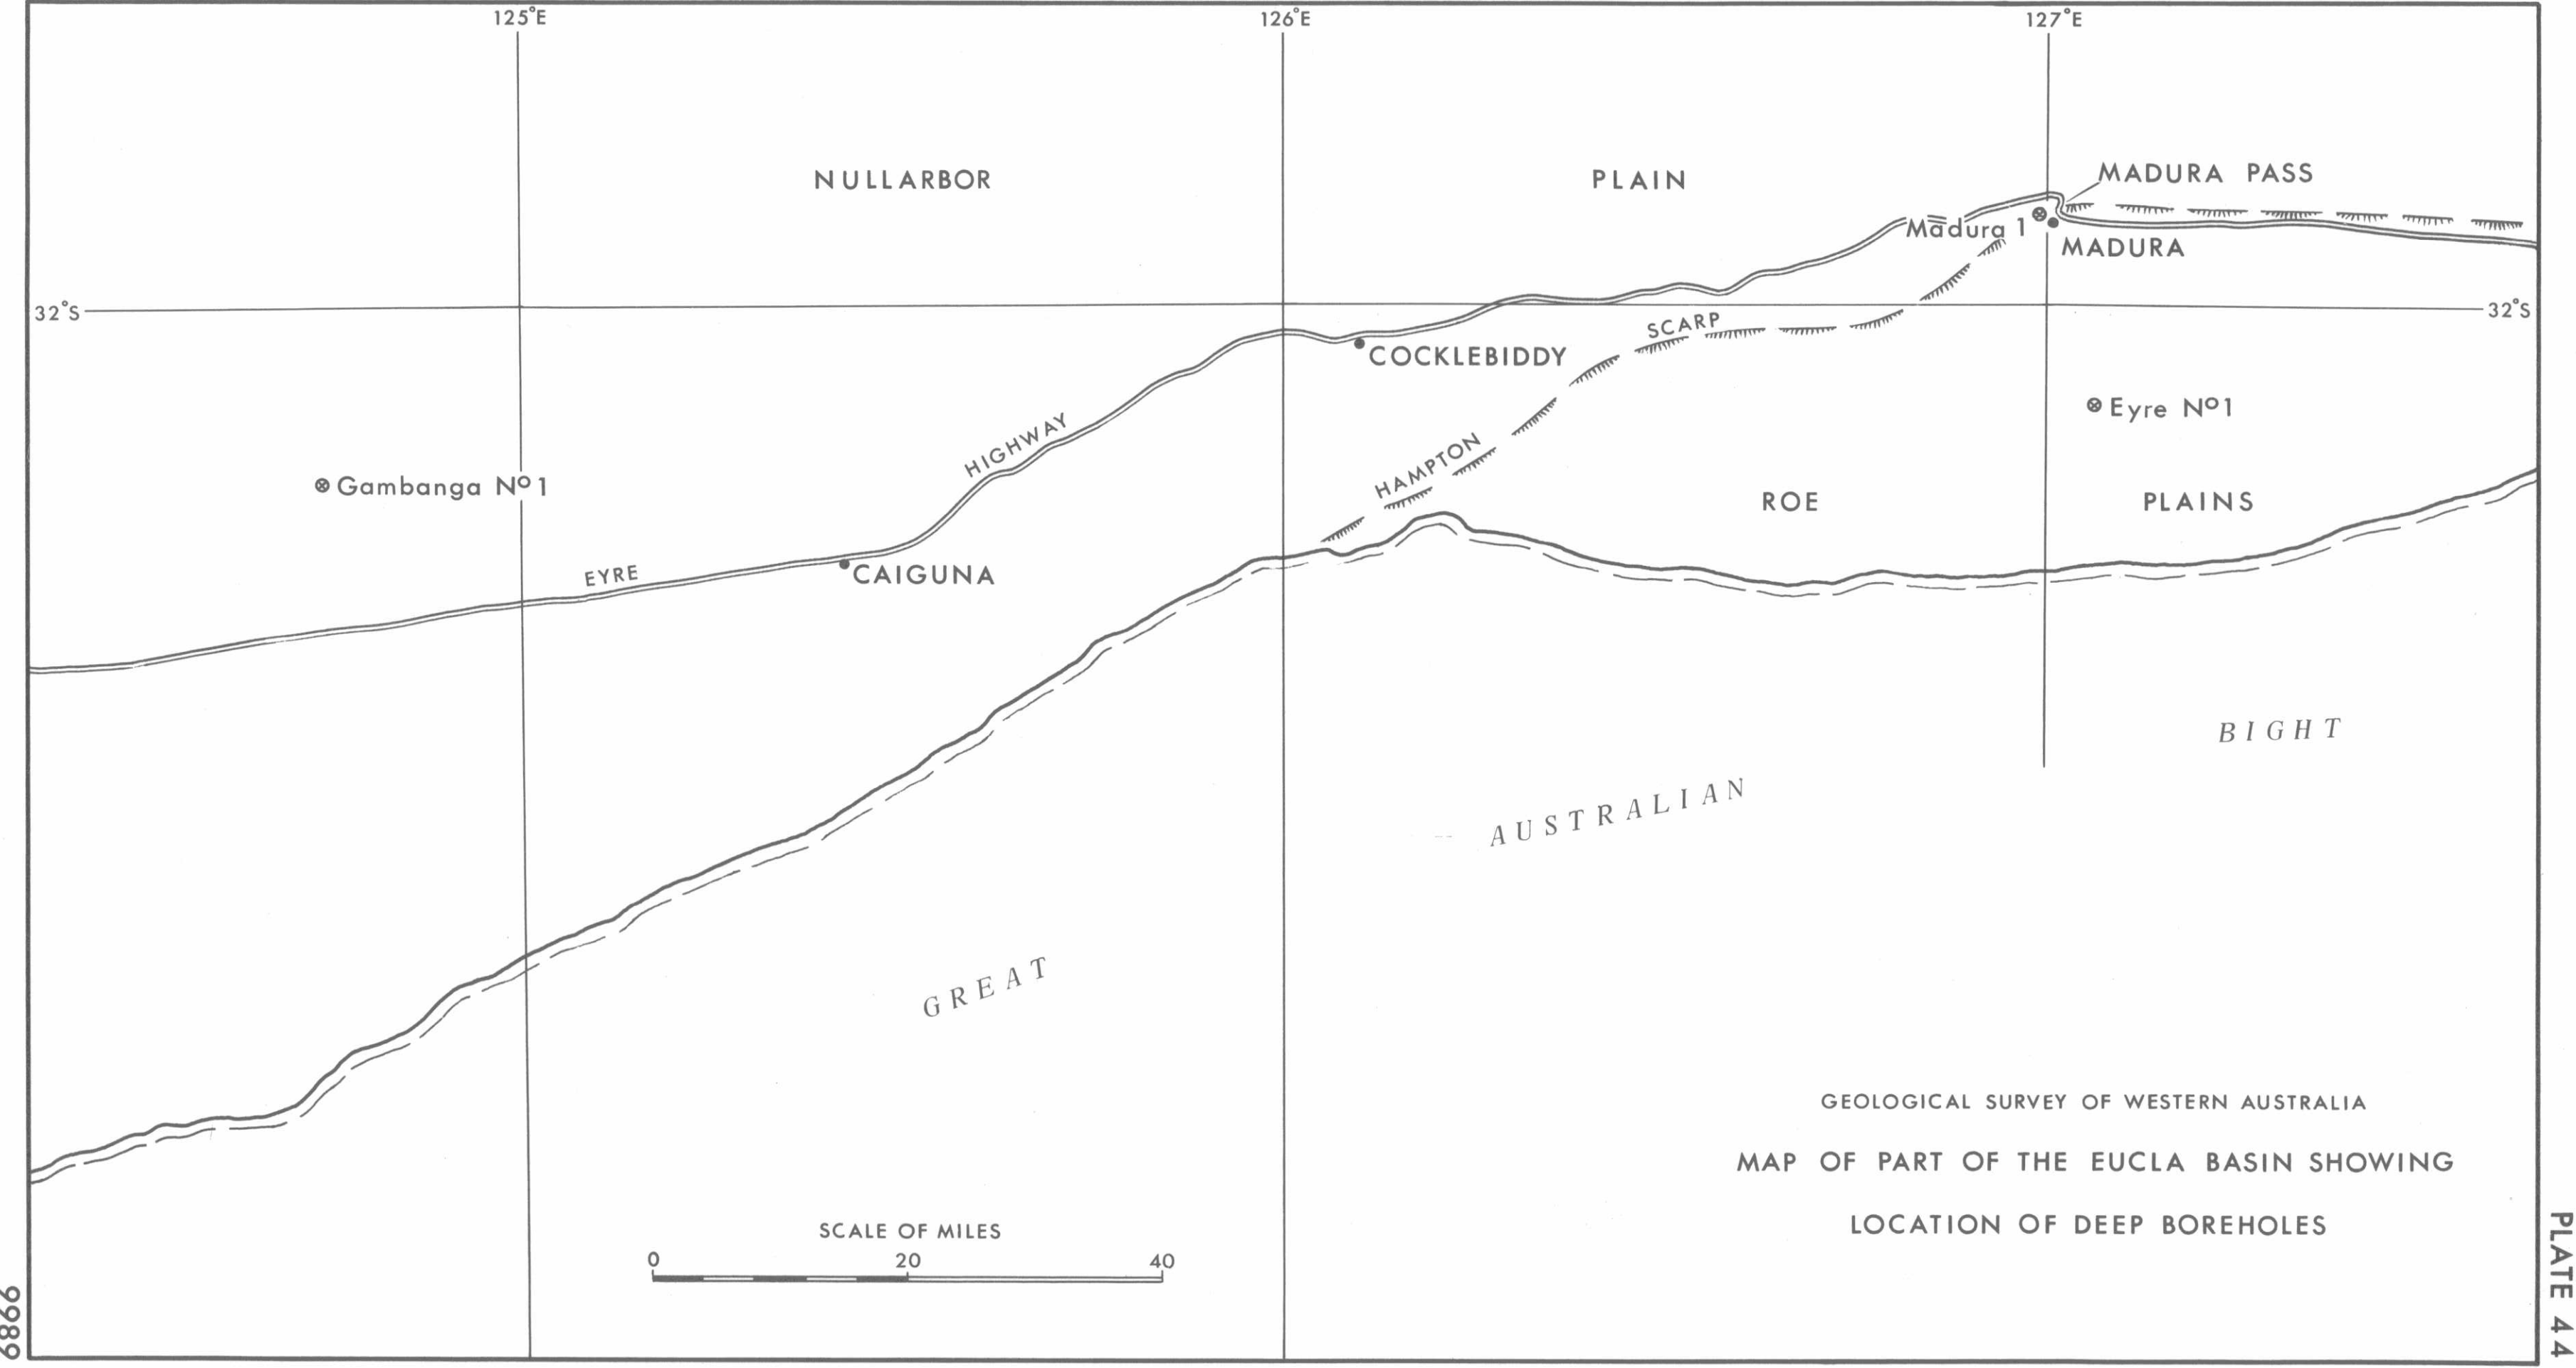 125°E
126°E
127°E
NULLARBOR PLAIN
MADURA PASS
Madura 1
MADURA
32°S
32°S
SCARP
COCKLEBIDDY
Eyre Nº1
HIGHWAY
HAMPTON
Gambanga Nº1
ROE PLAINS
EYRE
CAIGUNA
BIGHT
AUSTRALIAN
GREAT
GEOLOGICAL SURVEY OF WESTERN AUSTRALIA
MAP OF PART OF THE EUCLA BASIN SHOWING
LOCATION OF DEEP BOREHOLES
SCALE OF MILES
0 20 40
PLATE 44
9989